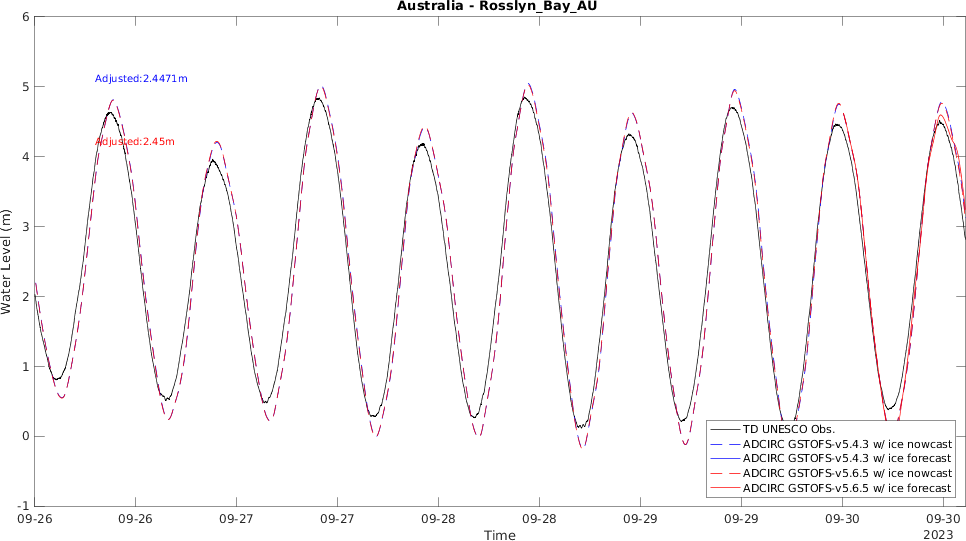 Australia - Rosslyn_Bay_AU
6
5
4
3
2
1
0
-1
Water Level (m)
Adjusted:2.4471m
Adjusted:2.45m
TD UNESCO Obs.
ADCIRC GSTOFS-v5.4.3 w/ ice nowcast
ADCIRC GSTOFS-v5.4.3 w/ ice forecast
ADCIRC GSTOFS-v5.6.5 w/ ice nowcast
ADCIRC GSTOFS-v5.6.5 w/ ice forecast
09-26 09-26 09-27 09-27 09-28 09-28 09-29 09-29 09-30 09-30
2023
Time